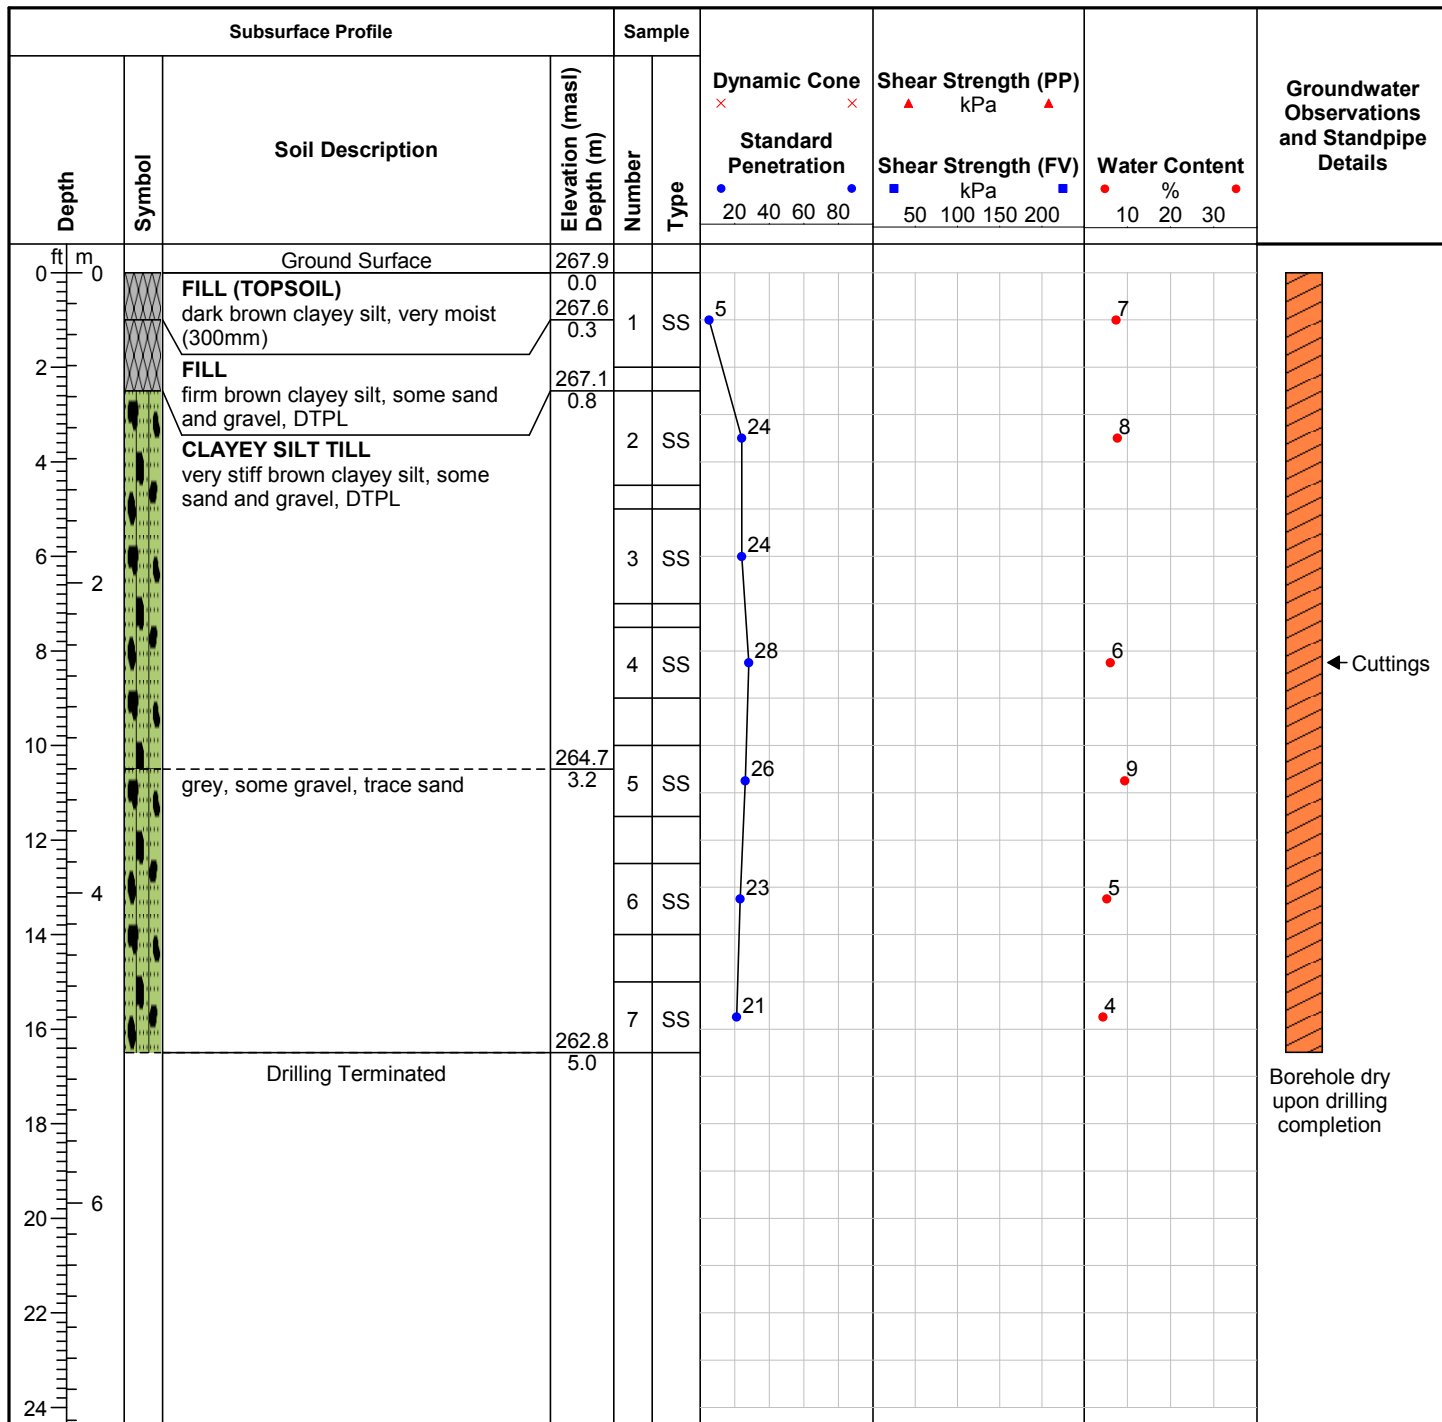 Subsurface Profile
Sample
Depth
Symbol
Soil Description
Elevation (masl)
Depth (m)
Number
Type
Dynamic Cone
Standard
Penetration
20 40 60 80
Shear Strength (PP)
kPa
Shear Strength (FV)
kPa
50 100 150 200
Water Content
%
10 20 30
Groundwater
Observations
and Standpipe
Details
ft m
Ground Surface
267.9
0 0
0.0
FILL (TOPSOIL)
dark brown clayey silt, very moist
(300mm)
267.6
0.3
1 SS
5
7
2
FILL
firm brown clayey silt, some sand
and gravel, DTPL
267.1
0.8
2 SS
24
8
CLAYEY SILT TILL
very stiff brown clayey silt, some
sand and gravel, DTPL
4
6
3 SS
24
2
8
4 SS
28
6
Cuttings
10
264.7
3.2
grey, some gravel, trace sand
5 SS
26
9
12
4
6 SS
23
5
14
7 SS
21
4
16
262.8
5.0
Drilling Terminated
Borehole dry
upon drilling
completion
18
6
20
22
24